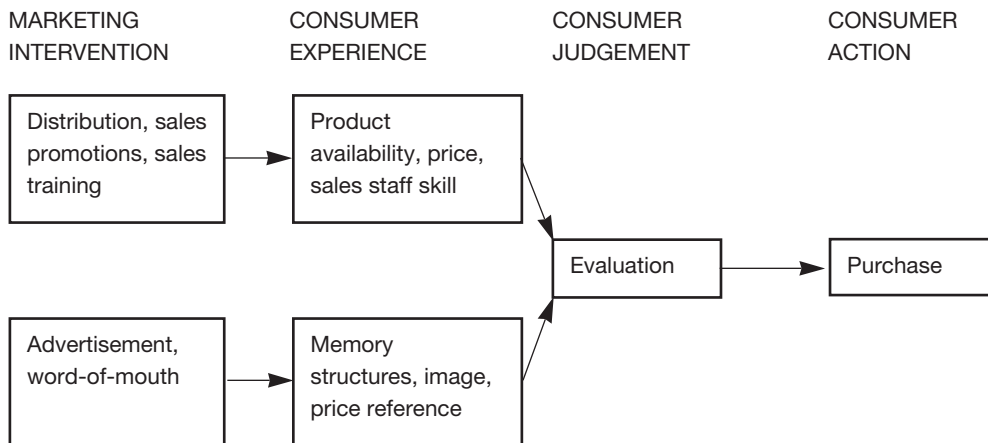 MARKETING
INTERVENTION
CONSUMER
EXPERIENCE
CONSUMER
JUDGEMENT
CONSUMER
ACTION
Distribution, sales
promotions, sales
training
Product
availability, price,
sales staff skill
Evaluation
Purchase
Advertisement,
word-of-mouth
Memory
structures, image,
price reference